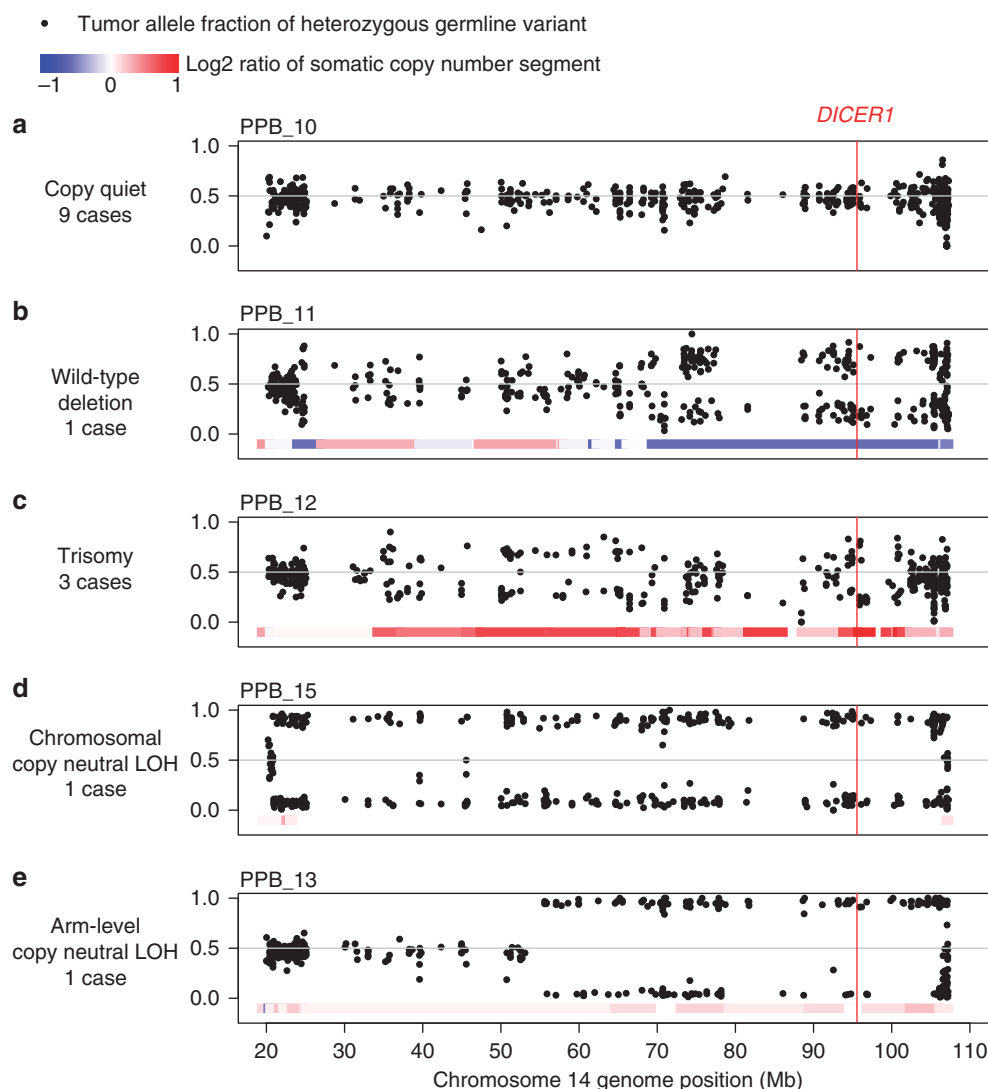 • Tumor allele fraction of heterozygous germline variant
Log2 ratio of somatic copy number segment
−1 0 1
DICER1
a PPB_10
Copy quiet
9 cases
1.0
0.5
0.0
b PPB_11
Wild-type
deletion
1 case
1.0
0.5
0.0
c PPB_12
Trisomy
3 cases
1.0
0.5
0.0
d PPB_15
Chromosomal
copy neutral LOH
1 case
1.0
0.5
0.0
e PPB_13
Arm-level
copy neutral LOH
1 case
1.0
0.5
0.0
20 30 40 50 60 70 80 90 100 110
Chromosome 14 genome position (Mb)